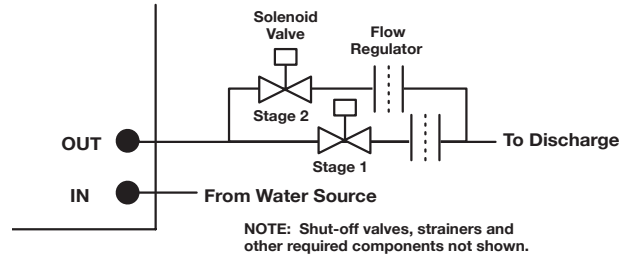 Solenoid
Valve
Flow
Regulator
Stage 2
OUT
To Discharge
Stage 1
IN
From Water Source
NOTE: Shut-off valves, strainers and
other required components not shown.